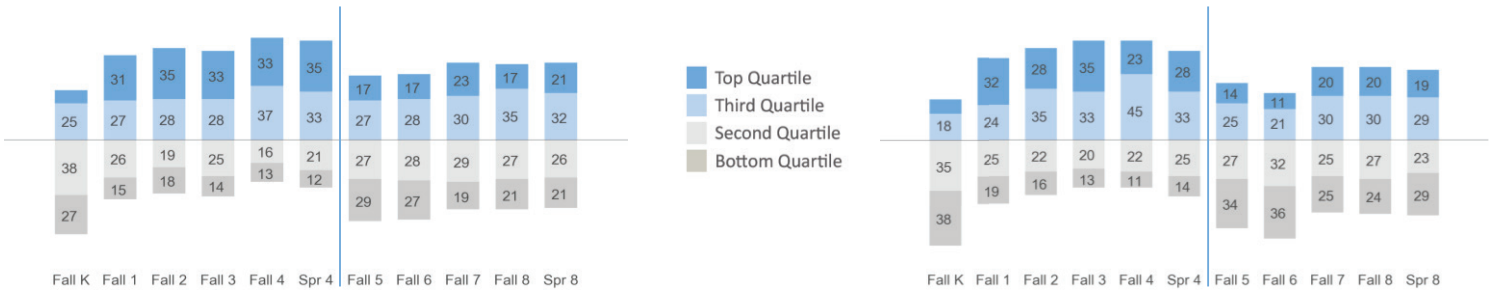 31 35 33 33 35
25 27 28 28 37 33
38 26 19 25 16 21
27 15 18 14 13 12
17 17 23 17 21
27 28 30 35 32
27 28 29 27 26
29 27 19 21 21
Fall K Fall 1 Fall 2 Fall 3 Fall 4 Spr 4 Fall 5 Fall 6 Fall 7 Fall 8 Spr 8
Top Quartile
Third Quartile
Second Quartile
Bottom Quartile
32 28 35 23 28
18 24 35 33 45 33
35 25 22 20 22 25
38 19 16 13 11 14
14 11 20 20 19
25 21 30 30 29
27 32 25 27 23
34 36 25 24 29
Fall K Fall 1 Fall 2 Fall 3 Fall 4 Spr 4 Fall 5 Fall 6 Fall 7 Fall 8 Spr 8